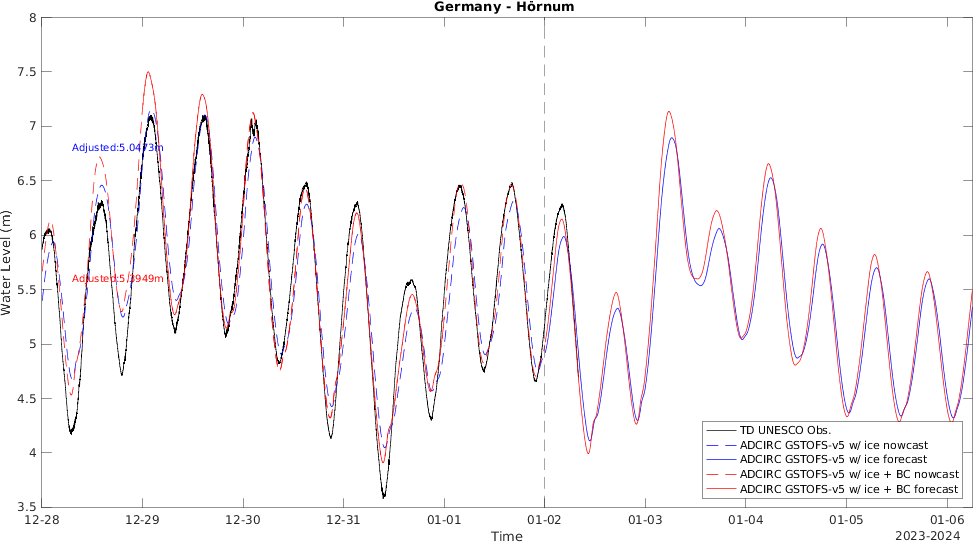 Germany - Hörnum
8
7.5
7
6.5
6
5.5
5
4.5
4
3.5
Water Level (m)
Adjusted:5.0473m
Adjusted:5.3949m
TD UNESCO Obs.
ADCIRC GSTOFS-v5 w/ ice nowcast
ADCIRC GSTOFS-v5 w/ ice forecast
ADCIRC GSTOFS-v5 w/ ice + BC nowcast
ADCIRC GSTOFS-v5 w/ ice + BC forecast
12-28 12-29 12-30 12-31 01-01 01-02 01-03 01-04 01-05 01-06
Time
2023-2024